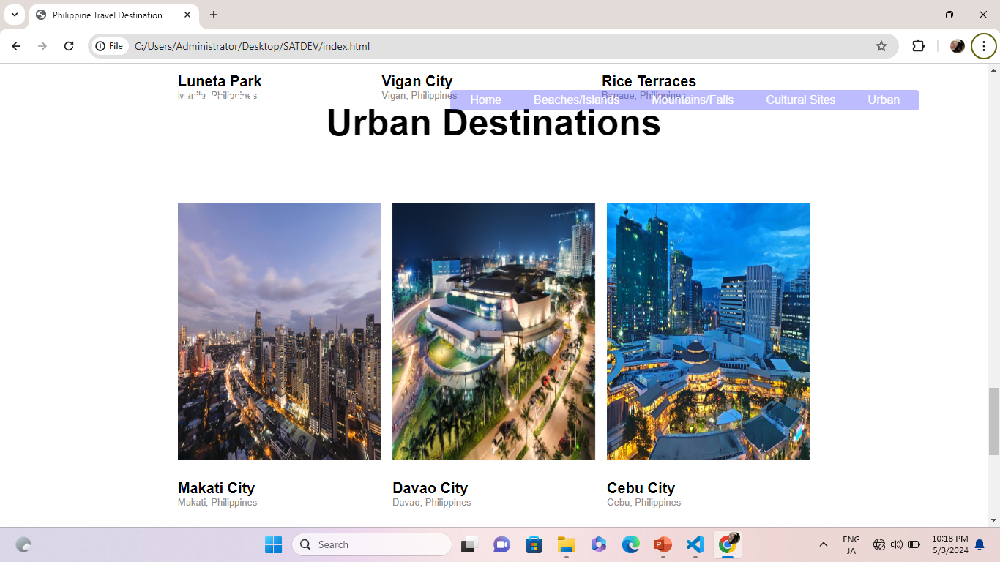 Philippine Travel Destination
File C:/Users/Administrator/Desktop/SATDEV/index.html
Luneta Park Vigan City Rice Terraces
Manila, Philippines Vigan, Philippines Banaue, Philippines
Home Beaches/Islands Mountains/Falls Cultural Sites Urban
Urban Destinations
Makati City Davao City Cebu City
Makati, Philippines Davao, Philippines Cebu, Philippines
Search
ENG
JA
10:18 PM
5/3/2024